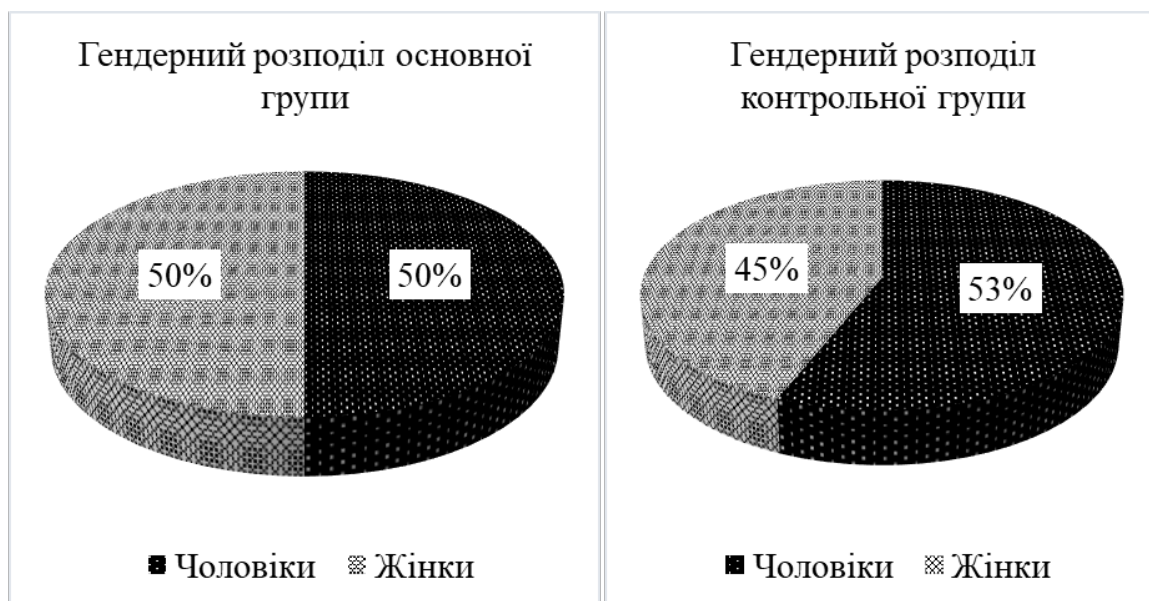 Гендерний розподіл основної
групи
50%
50%
Чоловіки Жінки
Гендерний розподіл
контрольної групи
45%
53%
Чоловіки Жінки